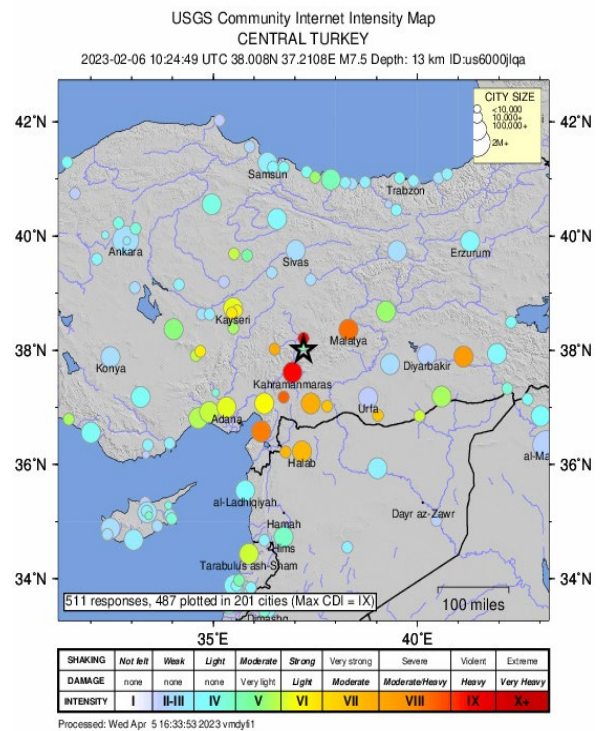 USGS Community Internet Intensity Map
CENTRAL TURKEY
2023-02-06 10:24:49 UTC 38.008N 37.2108E M7.5 Depth: 13 km ID:us6000jlqa
CITY SIZE
<10,000
10,000+
100,000+
2M+
42°N
42°N
Samsun
Trabzon
40°N
40°N
Ankara
Sivas
Erzurum
Kayseri
38°N
38°N
Malatya
Konya
Diyarbakir
Kahramanmaras
Adana
Urfa
36°N
36°N
Halab
al-Ma
al-Ladhiqiyah
Dayr az-Zawr
Hamah
Hims
Tarabulus ash-Sham
34°N
34°N
511 responses, 487 plotted in 201 cities (Max CDI = IX)
100 miles
Dimashq
35°E
40°E
SHAKING Not felt Weak Light Moderate Strong Very strong Severe Violent Extreme
DAMAGE none none none Very light Light Moderate Moderate/Heavy Heavy Very Heavy
INTENSITY I II-III IV V VI VII VIII IX X+
Processed: Wed Apr 5 16:33:53 2023 vmdyfi1